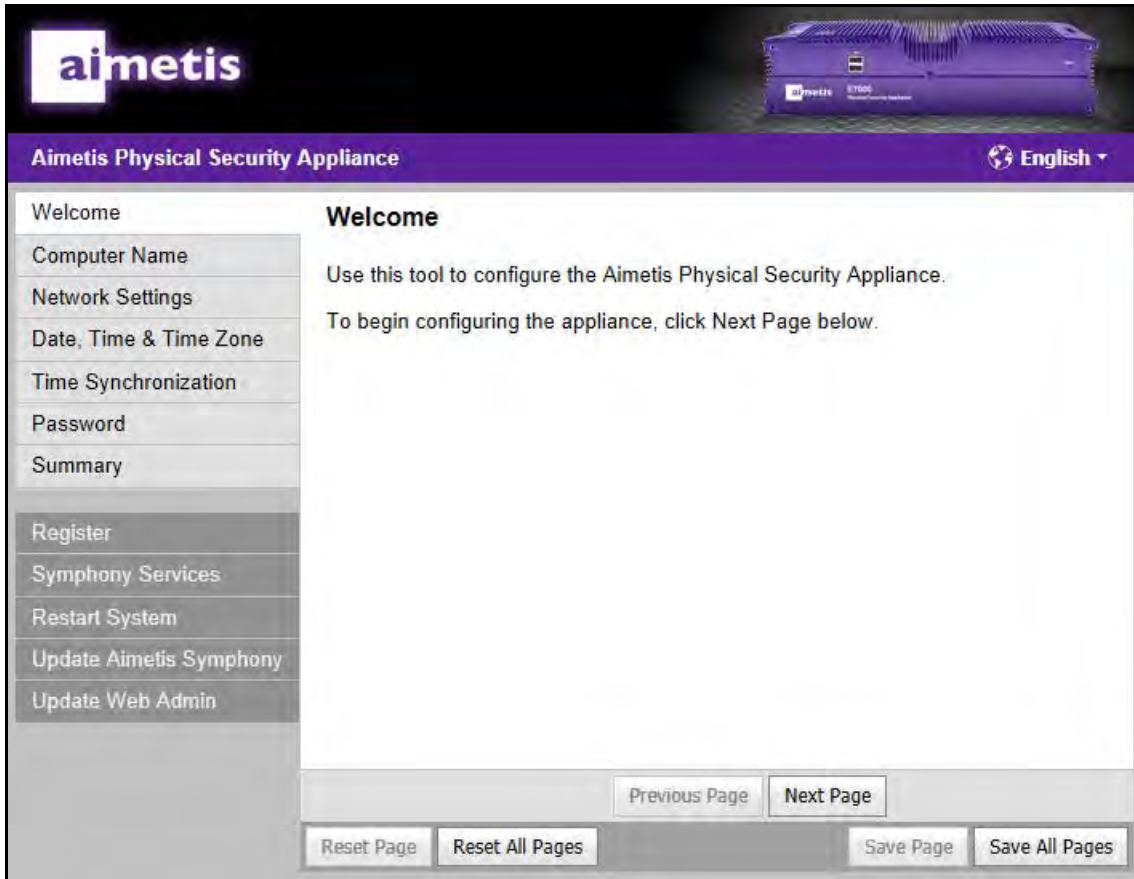 aimetis
aimetis E7000
Aimetis Physical Security Appliance
English
Welcome
Computer Name
Network Settings
Date, Time & Time Zone
Time Synchronization
Password
Summary
Register
Symphony Services
Restart System
Update Aimetis Symphony
Update Web Admin
Welcome
Use this tool to configure the Aimetis Physical Security Appliance.
To begin configuring the appliance, click Next Page below.
Previous Page
Next Page
Reset Page
Reset All Pages
Save Page
Save All Pages